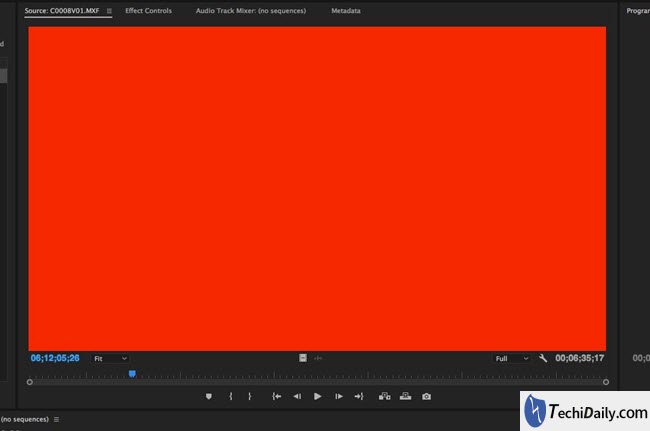 Source: C0008V01.MXF
Effect Controls
Audio Track Mixer: (no sequences)
Metadata
Program
d
06;12;05;26
Fit
Full
00;06;35;17
00;0
(no sequences)
TechiDaily.com